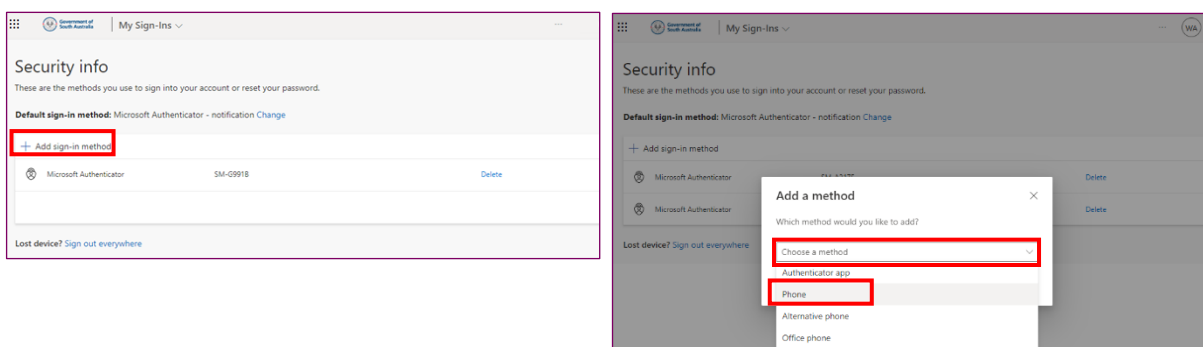 Government of
South Australia
My Sign-Ins
Security info
These are the methods you use to sign into your account or reset your password.
Default sign-in method: Microsoft Authenticator - notification Change
+ Add sign-in method
Microsoft Authenticator SM-G991B Delete
Lost device? Sign out everywhere
Government of
South Australia
My Sign-Ins
WA
Security info
These are the methods you use to sign into your account or reset your password.
Default sign-in method: Microsoft Authenticator - notification Change
+ Add sign-in method
Microsoft Authenticator Delete
Microsoft Authenticator Delete
Lost device? Sign out everywhere
Add a method
Which method would you like to add?
Choose a method
Authenticator app
Phone
Alternative phone
Office phone